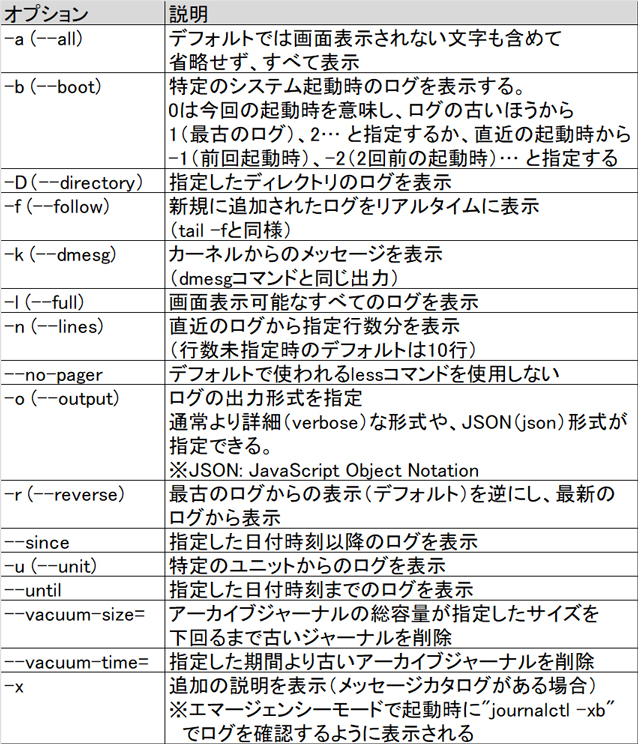 オプション 説明
-a (--all) デフォルトでは画面表示されない文字も含めて
省略せず、すべて表示
-b (--boot) 特定のシステム起動時のログを表示する。
0は今回の起動時を意味し、ログの古いほうから
1(最古のログ)、2… と指定するか、直近の起動時から
-1(前回起動時)、-2(2回前の起動時)… と指定する
-D (--directory) 指定したディレクトリのログを表示
-f (--follow) 新規に追加されたログをリアルタイムに表示
(tail -fと同様)
-k (--dmesg) カーネルからのメッセージを表示
(dmesgコマンドと同じ出力)
-l (--full) 画面表示可能なすべてのログを表示
-n (--lines) 直近のログから指定行数分を表示
(行数未指定時のデフォルトは10行)
--no-pager デフォルトで使われるlessコマンドを使用しない
-o (--output) ログの出力形式を指定
通常より詳細(verbose)な形式や、JSON(json)形式が
指定できる。
※JSON: JavaScript Object Notation
-r (--reverse) 最古のログからの表示(デフォルト)を逆にし、最新の
ログから表示
--since 指定した日付時刻以降のログを表示
-u (--unit) 特定のユニットからのログを表示
--until 指定した日付時刻までのログを表示
--vacuum-size= アーカイブジャーナルの総容量が指定したサイズを
下回るまで古いジャーナルを削除
--vacuum-time= 指定した期間より古いアーカイブジャーナルを削除
-x 追加の説明を表示(メッセージカタログがある場合)
※エマージェンシーモードで起動時に"journalctl -xb"
でログを確認するように表示される